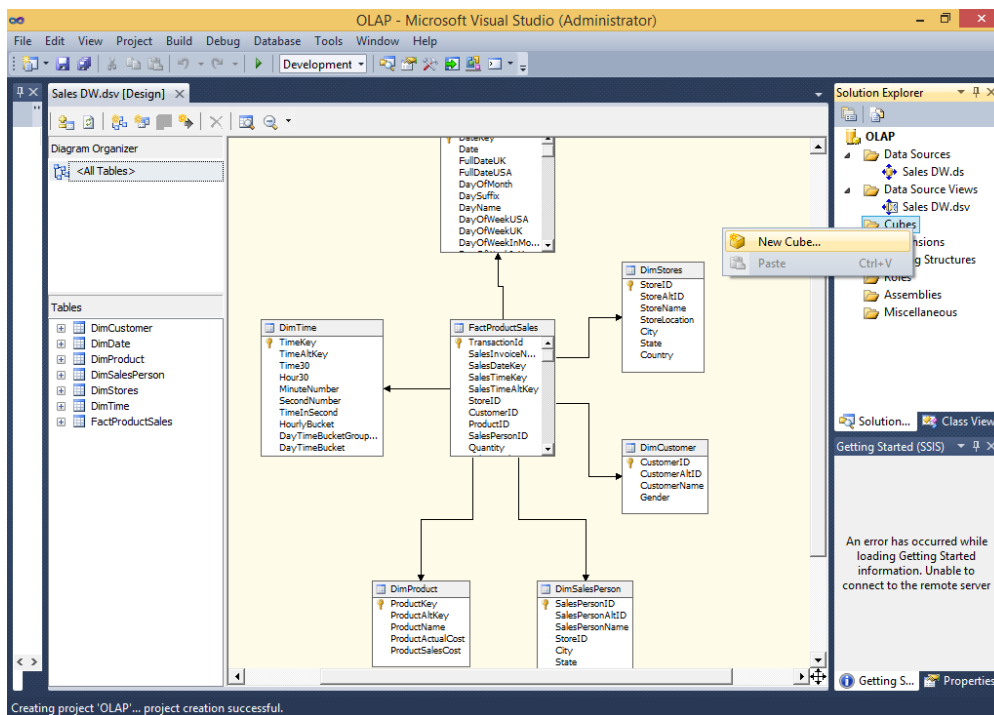 OLAP - Microsoft Visual Studio (Administrator)
File Edit View Project Build Debug Database Tools Window Help
Development
Sales DW.dsv [Design]
Diagram Organizer
<All Tables>
Tables
DimCustomer
DimDate
DimProduct
DimSalesPerson
DimStores
DimTime
FactProductSales
DateKey
Date
FullDateUK
FullDateUSA
DayOfMonth
DaySuffix
DayName
DayOfWeekUSA
DayOfWeekUK
DayOfWeekInMo...
DimTime
TimeKey
TimeAltKey
Time30
Hour30
MinuteNumber
SecondNumber
TimeInSecond
HourlyBucket
DayTimeBucketGroup...
DayTimeBucket
FactProductSales
TransactionId
SalesInvoiceN...
SalesDateKey
SalesTimeKey
SalesTimeAltKey
StoreID
CustomerID
ProductID
SalesPersonID
Quantity
DimStores
StoreID
StoreAltID
StoreName
StoreLocation
City
State
Country
DimCustomer
CustomerID
CustomerAltID
CustomerName
Gender
DimProduct
ProductKey
ProductAltKey
ProductName
ProductActualCost
ProductSalesCost
DimSalesPerson
SalesPersonID
SalesPersonAltID
SalesPersonName
StoreID
City
State
New Cube...
Paste Ctrl+V
Solution Explorer
OLAP
Data Sources
Sales DW.ds
Data Source Views
Sales DW.dsv
Cubes
nsions
g Structures
Roles
Assemblies
Miscellaneous
Solution... Class View
Getting Started (SSIS)
An error has occurred while
loading Getting Started
information. Unable to
connect to the remote server
Getting S... Properties
Creating project 'OLAP'... project creation successful.